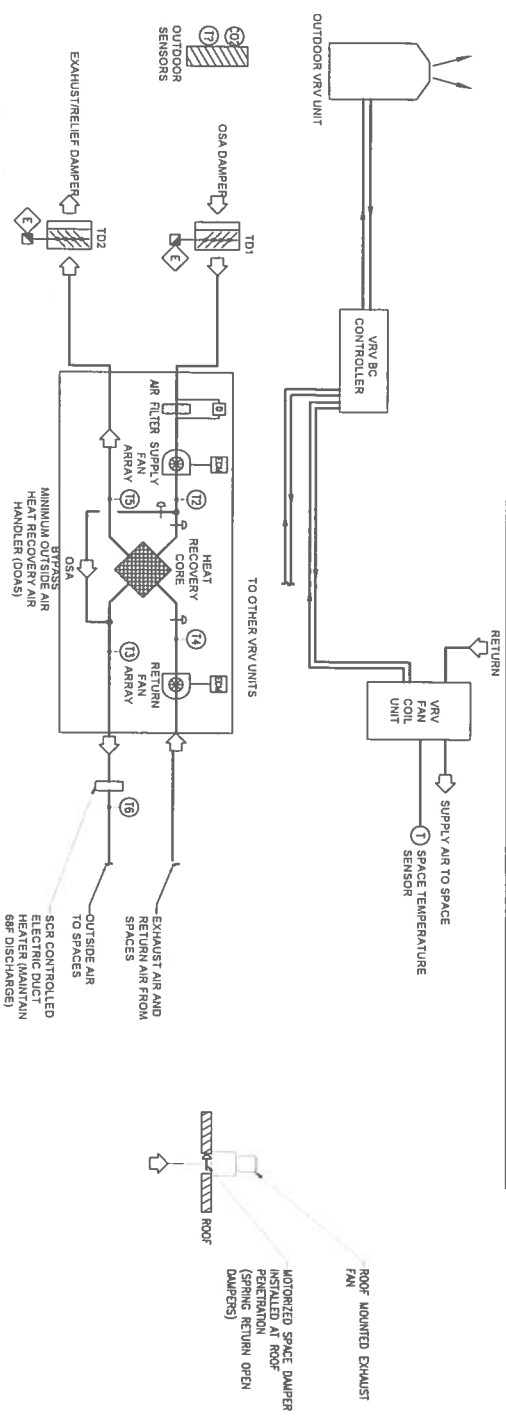 OUTDOOR VRV UNIT
VRV BC
CONTROLLER
RETURN
VRV
FAN
COIL
UNIT
SUPPLY AIR TO SPACE
T
SPACE TEMPERATURE
SENSOR
TO OTHER VRV UNITS
CO2
T?
OUTDOOR
SENSORS
OSA DAMPER
TD1
E
EXAHUST/RELIEF DAMPER
TD2
E
D
AIR FILTER
ECM
SUPPLY
FAN
ARRAY
T2
T5
HEAT
RECOVERY
CORE
T4
T3
ECM
RETURN
FAN
ARRAY
OSA
BYPASS
MINIMUM OUTSIDE AIR
HEAT RECOVERY AIR
HANDLER (DOAS)
T6
EXHAUST AIR AND
RETURN AIR FROM
SPACES
OUTSIDE AIR
TO SPACES
SCR CONTROLLED
ELECTRIC DUCT
HEATER (MAINTAIN
68F DISCHARGE)
ROOF
ROOF MOUNTED EXHAUST
FAN
MOTORIZED SPACE DAMPER
INSTALLED AT ROOF
PENETRATION
(SPRING RETURN OPEN
DAMPERS)